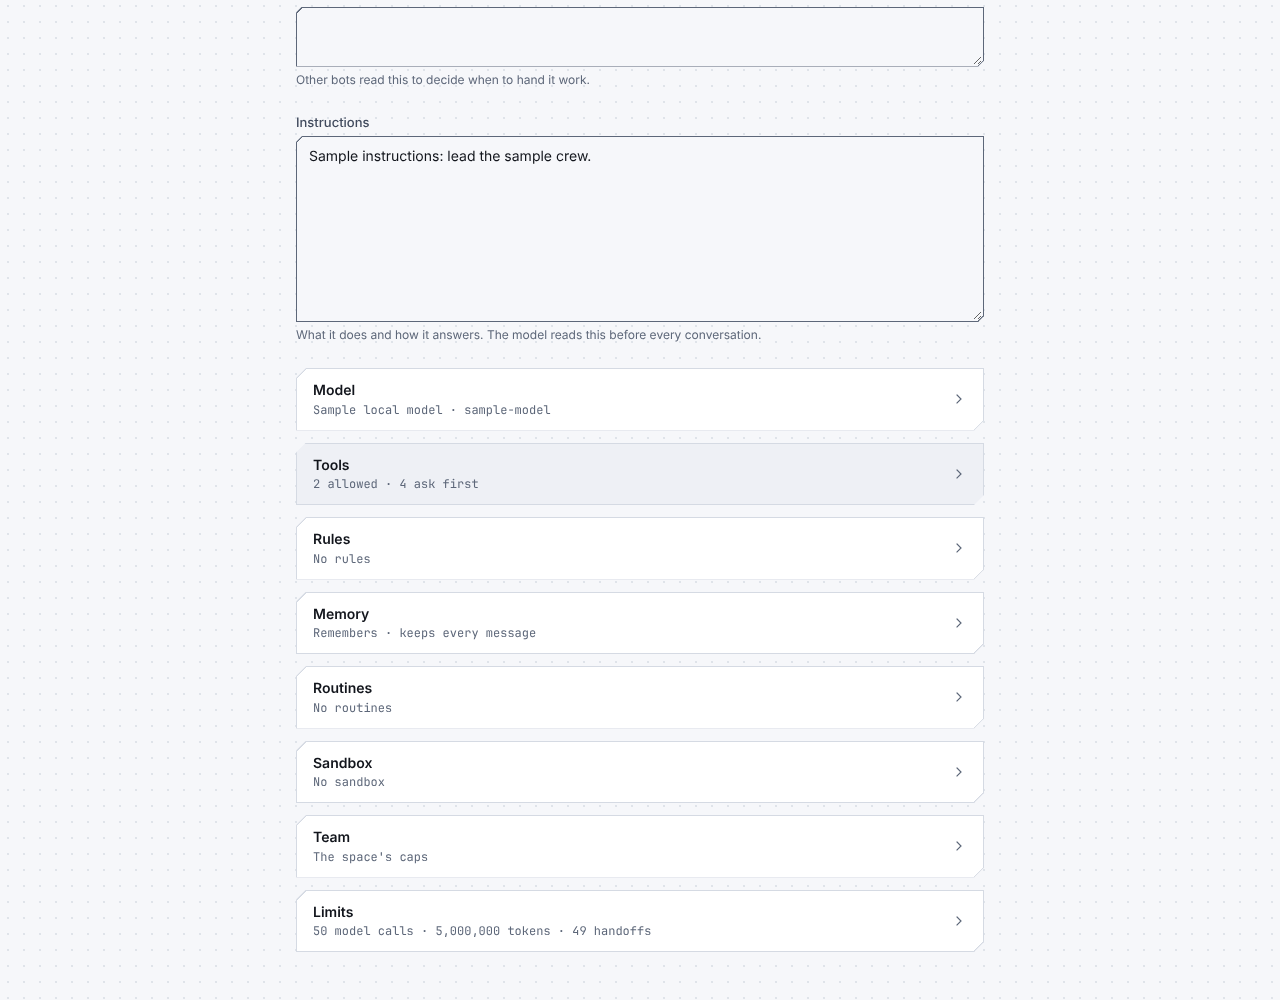 Other bots read this to decide when to hand it work.
Instructions
Sample instructions: lead the sample crew.
What it does and how it answers. The model reads this before every conversation.
Model
Sample local model · sample-model
Tools
2 allowed · 4 ask first
Rules
No rules
Memory
Remembers · keeps every message
Routines
No routines
Sandbox
No sandbox
Team
The space's caps
Limits
50 model calls · 5,000,000 tokens · 49 handoffs